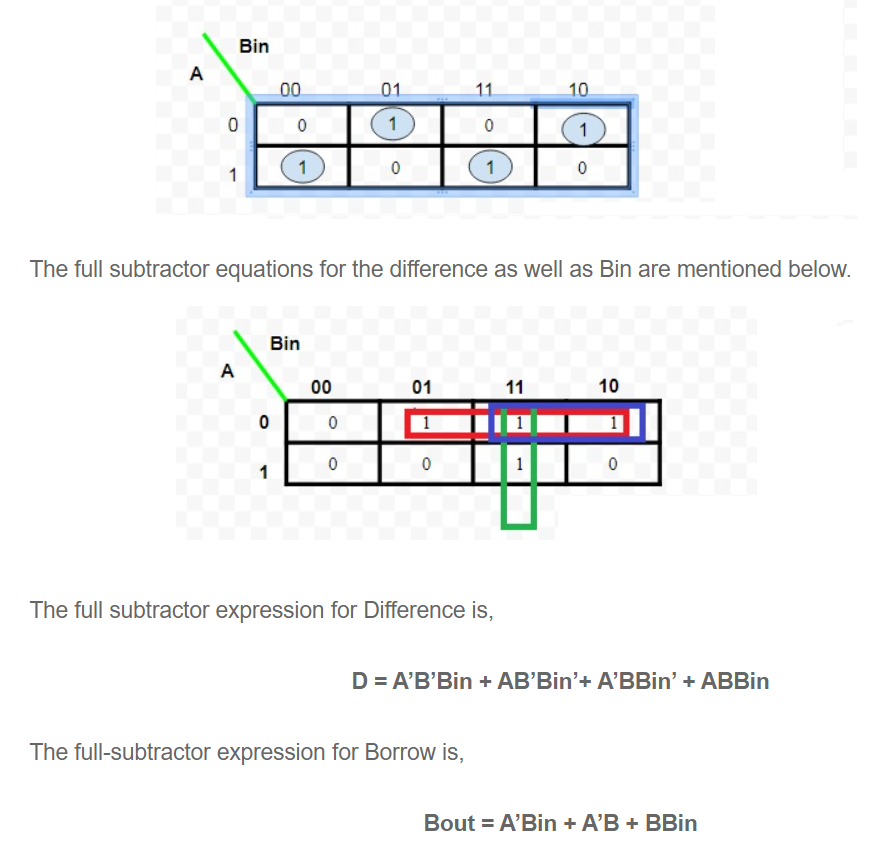 Bin
A
00 01 11 10
0 0 1 0 1
1 1 0 1 0
The full subtractor equations for the difference as well as Bin are mentioned below.
Bin
A
00 01 11 10
0 0 1 1 1
1 0 0 1 0
The full subtractor expression for Difference is,
D = A’B’Bin + AB’Bin’+ A’BBin’ + ABBin
The full-subtractor expression for Borrow is,
Bout = A’Bin + A’B + BBin